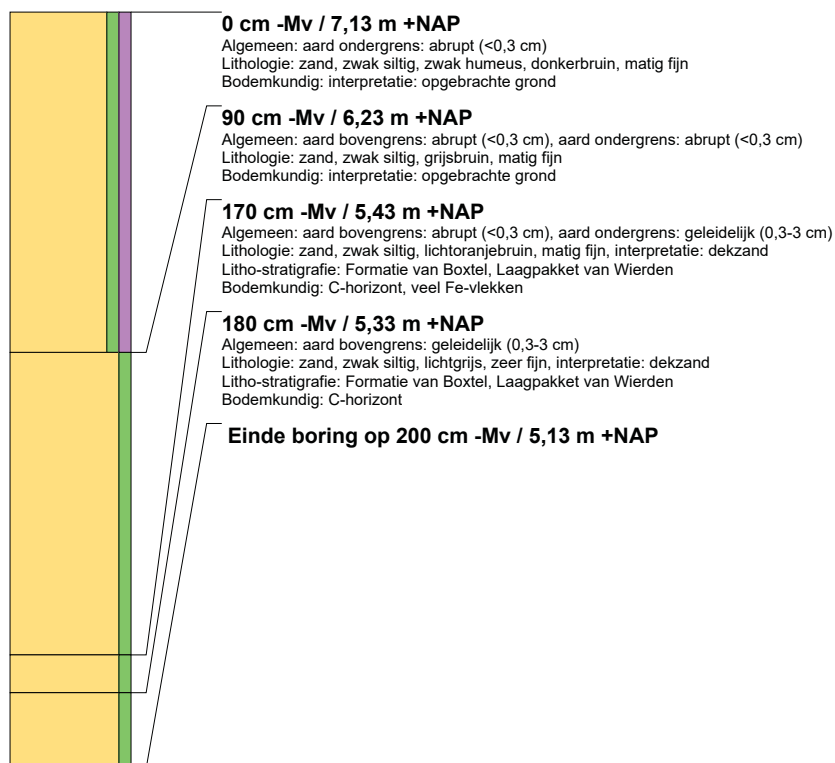 0 cm -Mv / 7,13 m +NAP
Algemeen: aard ondergrens: abrupt (<0,3 cm)
Lithologie: zand, zwak siltig, zwak humeus, donkerbruin, matig fijn
Bodemkundig: interpretatie: opgebrachte grond
90 cm -Mv / 6,23 m +NAP
Algemeen: aard bovengrens: abrupt (<0,3 cm), aard ondergrens: abrupt (<0,3 cm)
Lithologie: zand, zwak siltig, grijsbruin, matig fijn
Bodemkundig: interpretatie: opgebrachte grond
170 cm -Mv / 5,43 m +NAP
Algemeen: aard bovengrens: abrupt (<0,3 cm), aard ondergrens: geleidelijk (0,3-3 cm)
Lithologie: zand, zwak siltig, lichtoranjebruin, matig fijn, interpretatie: dekzand
Litho-stratigrafie: Formatie van Boxtel, Laagpakket van Wierden
Bodemkundig: C-horizont, veel Fe-vlekken
180 cm -Mv / 5,33 m +NAP
Algemeen: aard bovengrens: geleidelijk (0,3-3 cm)
Lithologie: zand, zwak siltig, lichtgrijs, zeer fijn, interpretatie: dekzand
Litho-stratigrafie: Formatie van Boxtel, Laagpakket van Wierden
Bodemkundig: C-horizont
Einde boring op 200 cm -Mv / 5,13 m +NAP